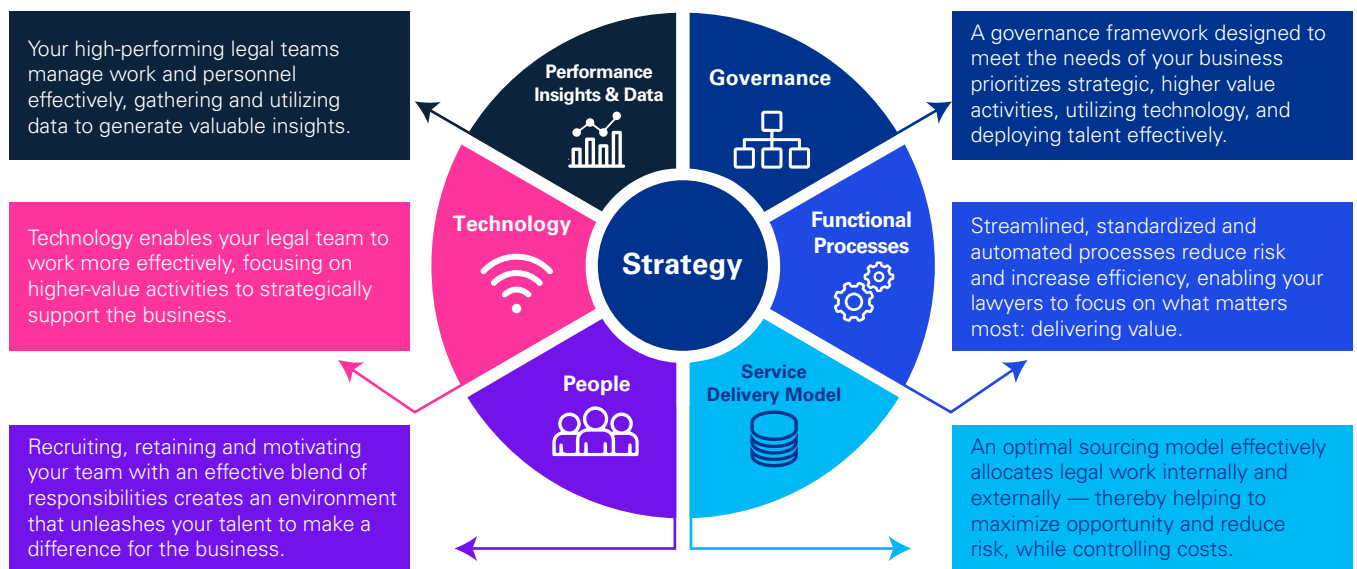 Your high-performing legal teams
manage work and personnel
effectively, gathering and utilizing
data to generate valuable insights.
Performance
Insights & Data
Governance
A governance framework designed to
meet the needs of your business
prioritizes strategic, higher value
activities, utilizing technology, and
deploying talent effectively.
Technology enables your legal team to
work more effectively, focusing on
higher-value activities to strategically
support the business.
Technology
Strategy
Functional
Processes
Streamlined, standardized and
automated processes reduce risk
and increase efficiency, enabling your
lawyers to focus on what matters
most: delivering value.
Recruiting, retaining and motivating
your team with an effective blend of
responsibilities creates an environment
that unleashes your talent to make a
difference for the business.
People
Service
Delivery Model
An optimal sourcing model effectively
allocates legal work internally and
externally — thereby helping to
maximize opportunity and reduce
risk, while controlling costs.